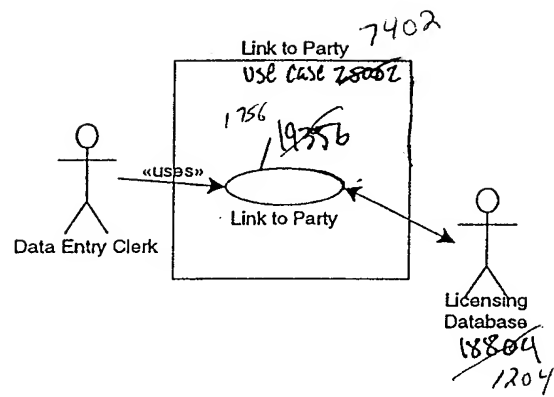 7402
Link to Party
use case 28002
1756
19356
«uses»
Link to Party
Data Entry Clerk
Licensing
Database
18804
1204